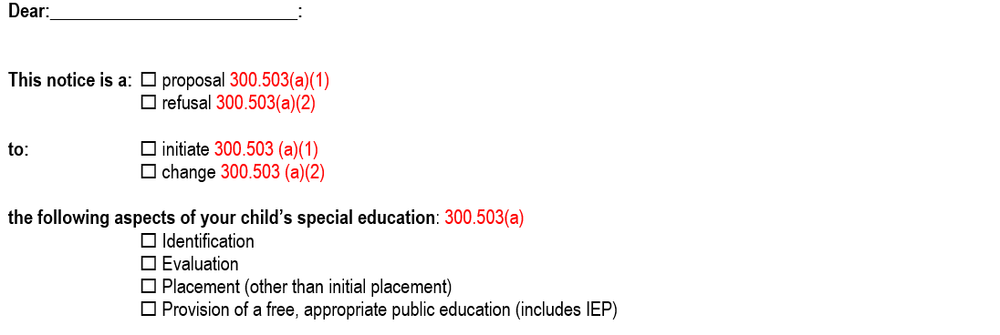 Dear:__________________________:
This notice is a: ☐ proposal 300.503(a)(1)
☐ refusal 300.503(a)(2)
to: ☐ initiate 300.503 (a)(1)
☐ change 300.503 (a)(2)
the following aspects of your child’s special education: 300.503(a)
☐ Identification
☐ Evaluation
☐ Placement (other than initial placement)
☐ Provision of a free, appropriate public education (includes IEP)